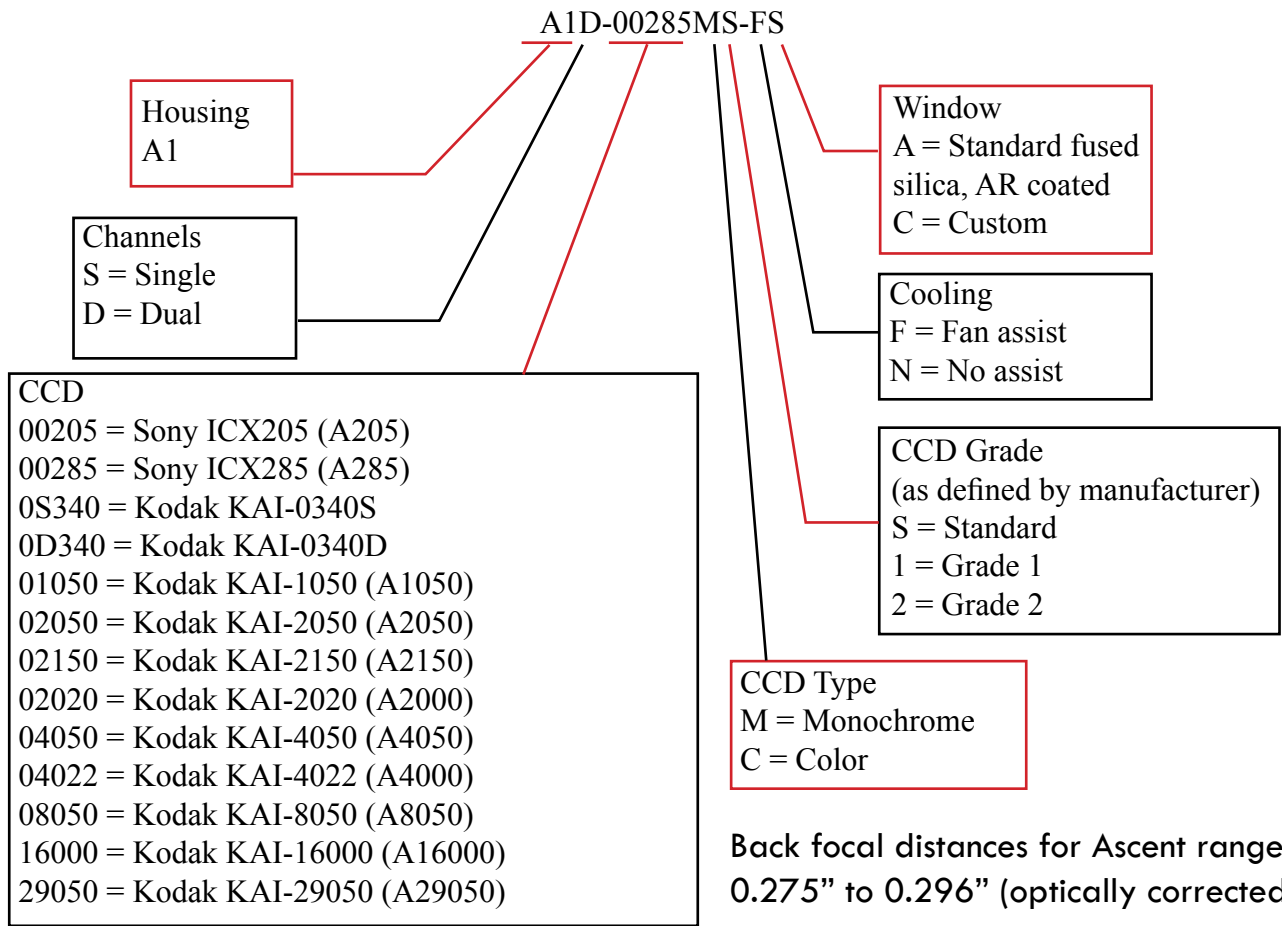 A1D-00285MS-FS
Housing
A1
Channels
S = Single
D = Dual
CCD
00205 = Sony ICX205 (A205)
00285 = Sony ICX285 (A285)
0S340 = Kodak KAI-0340S
0D340 = Kodak KAI-0340D
01050 = Kodak KAI-1050 (A1050)
02050 = Kodak KAI-2050 (A2050)
02150 = Kodak KAI-2150 (A2150)
02020 = Kodak KAI-2020 (A2000)
04050 = Kodak KAI-4050 (A4050)
04022 = Kodak KAI-4022 (A4000)
08050 = Kodak KAI-8050 (A8050)
16000 = Kodak KAI-16000 (A16000)
29050 = Kodak KAI-29050 (A29050)
Window
A = Standard fused
silica, AR coated
C = Custom
Cooling
F = Fan assist
N = No assist
CCD Grade
(as defined by manufacturer)
S = Standard
1 = Grade 1
2 = Grade 2
CCD Type
M = Monochrome
C = Color
Back focal distances for Ascent range
0.275” to 0.296” (optically corrected